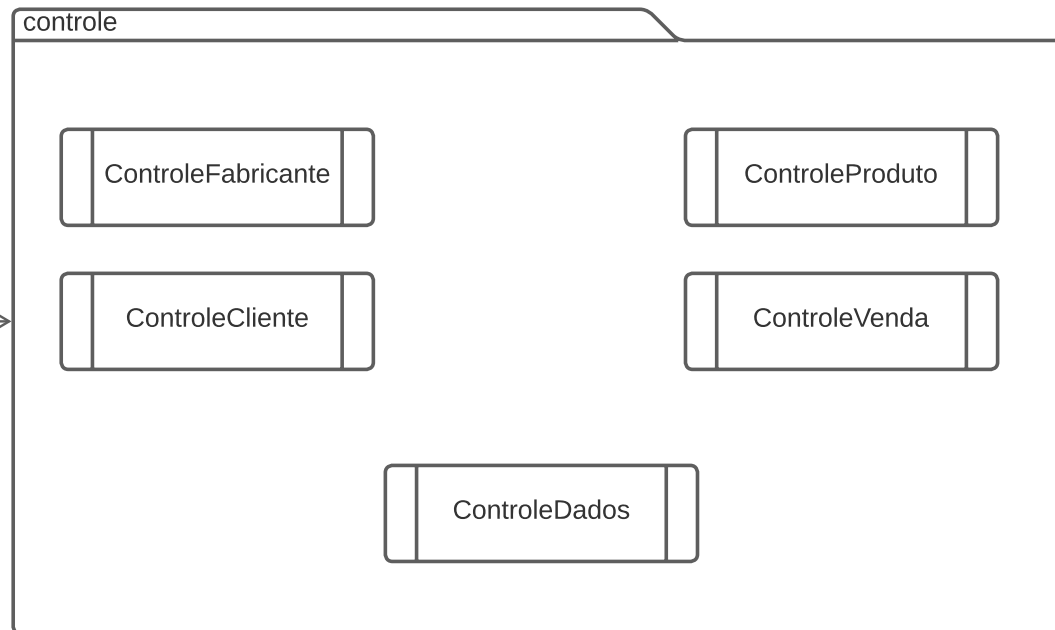 controle
ControleFabricante
ControleProduto
ControleCliente
ControleVenda
ControleDados